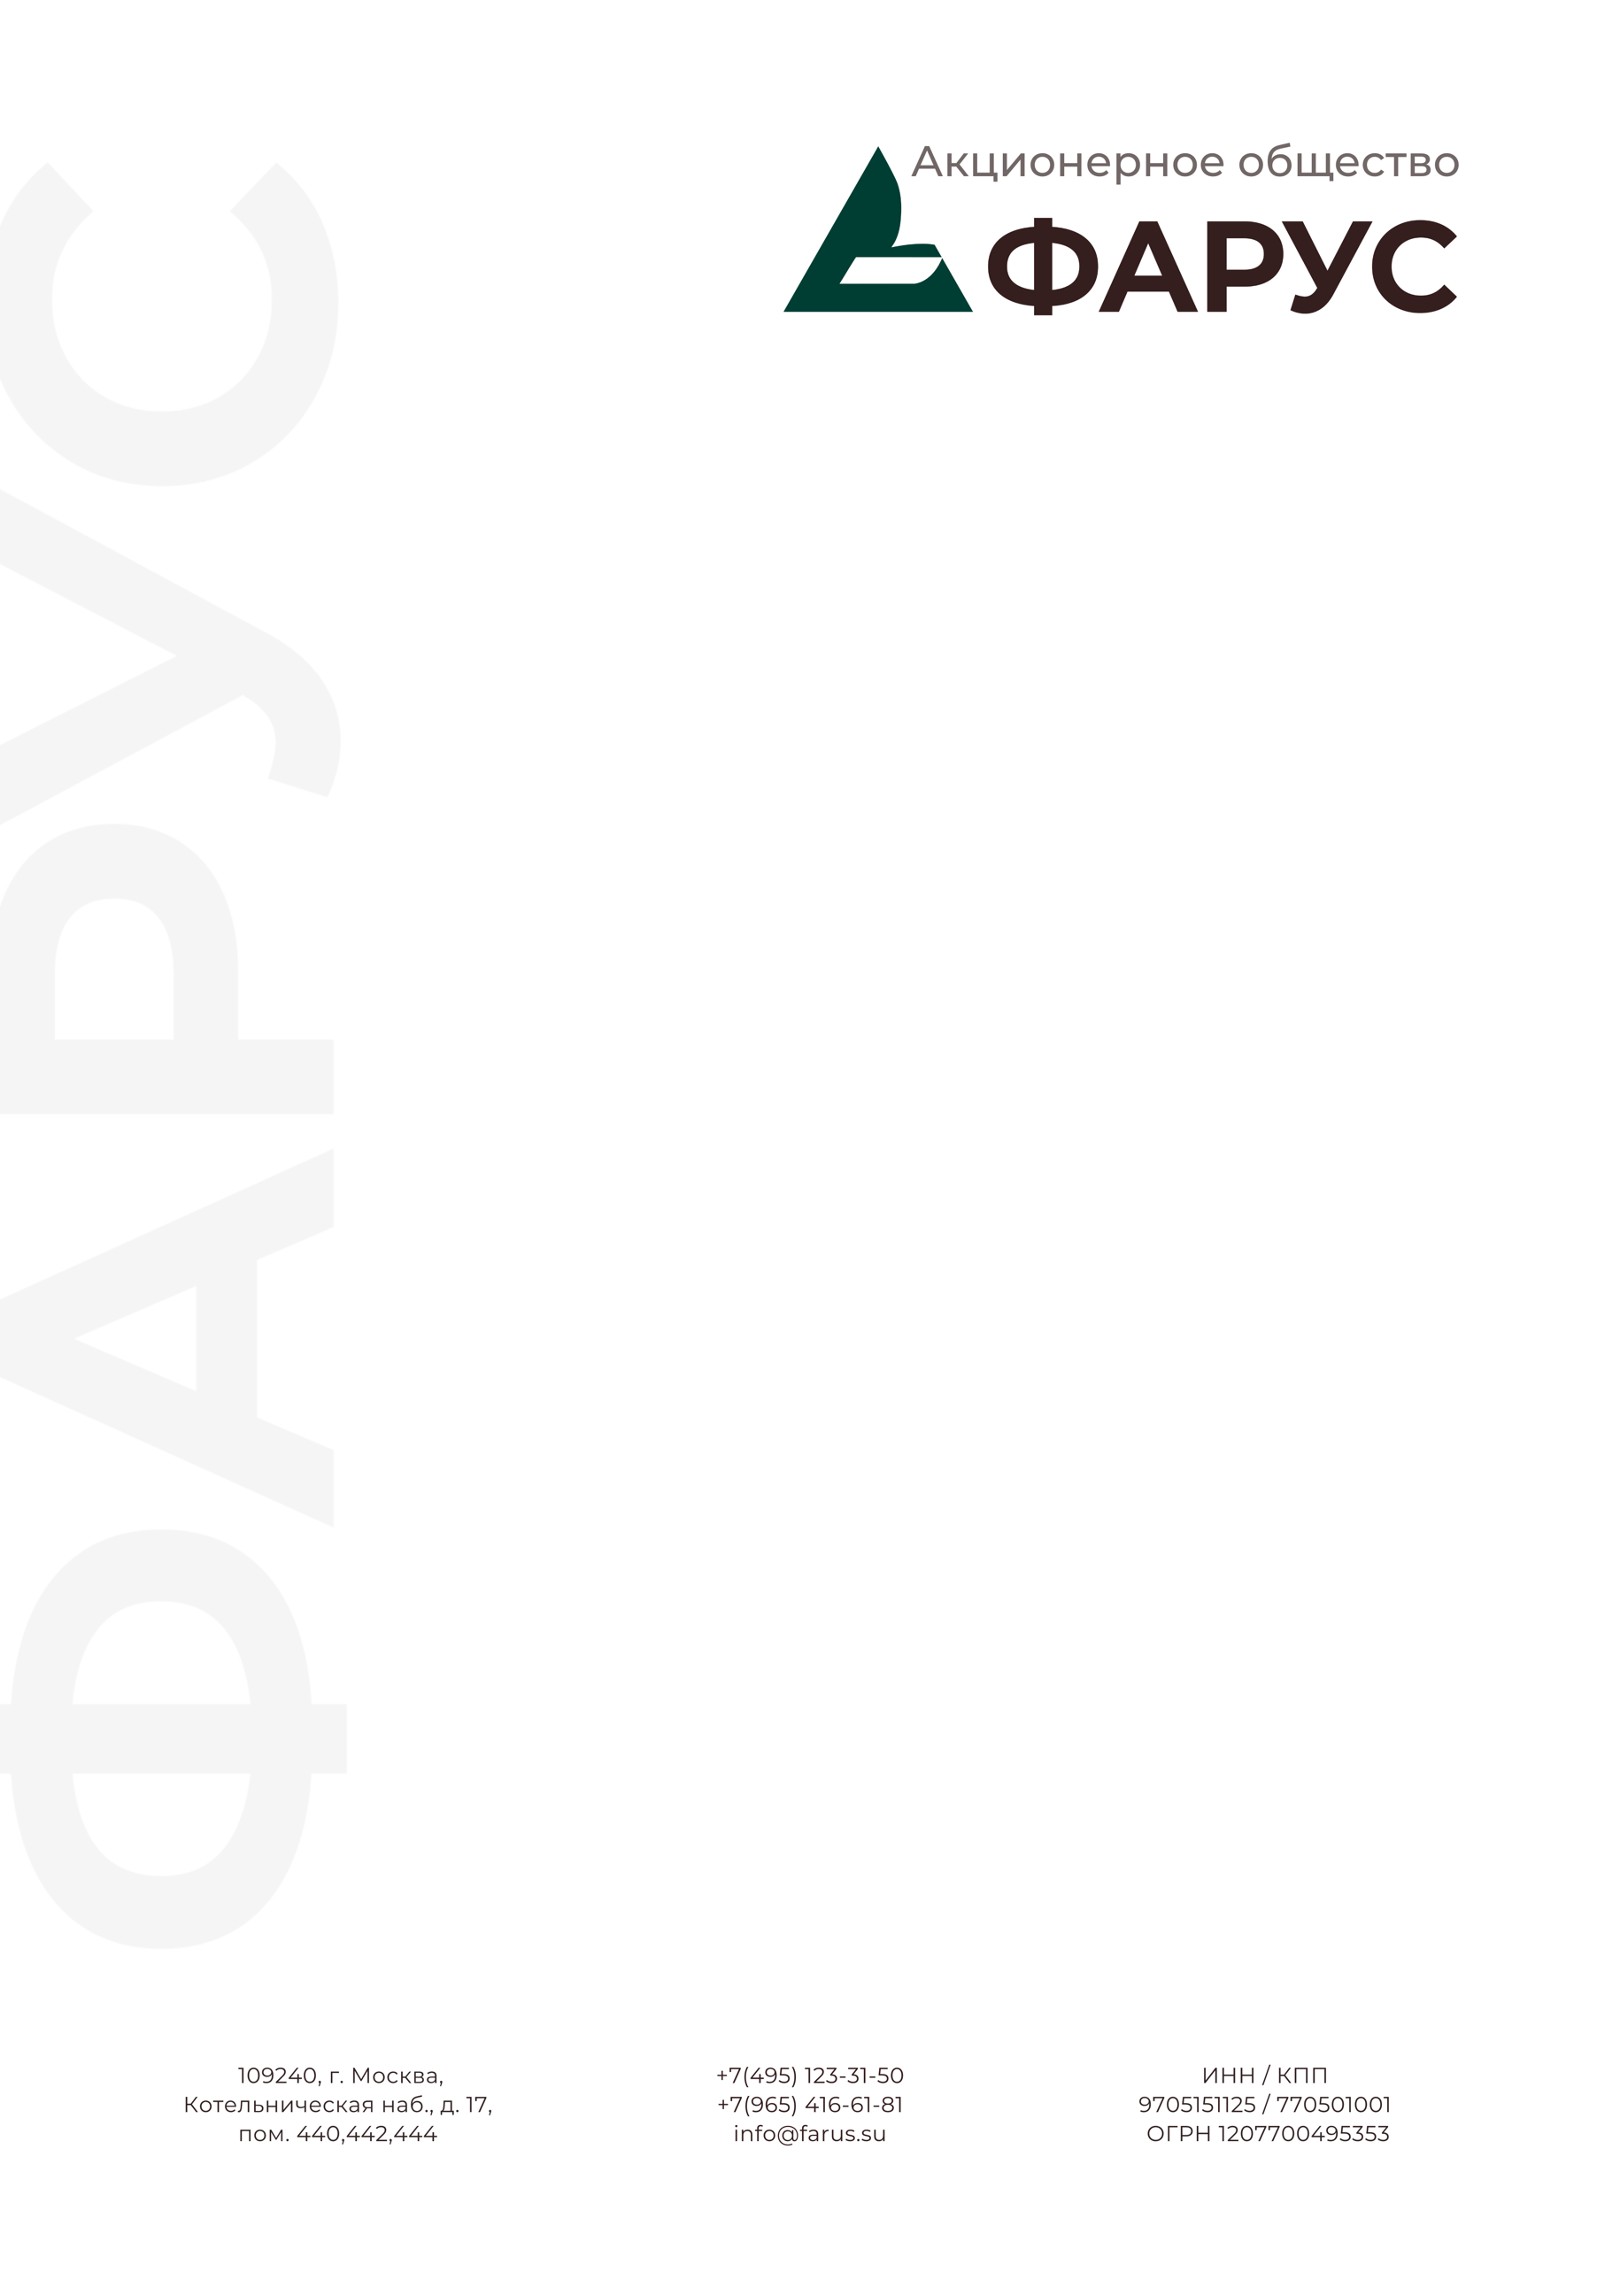 Акционерное общество
ФАРУС
ФАРУС
109240, г. Москва,
Котельническая наб., д. 17,
пом. 440,442,444
+7(495) 123-31-50
+7(965) 416-61-81
info@farus.su
ИНН / КПП
9705151125 / 770501001
ОГРН 1207700495353